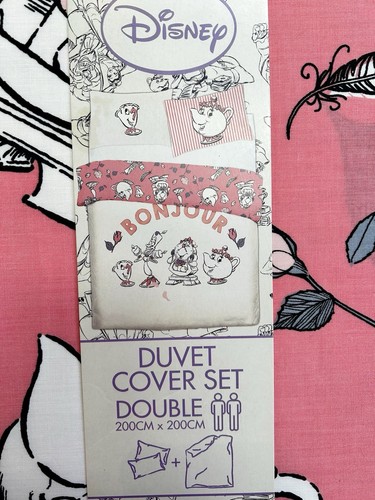 Disney
BONJOUR
DUVET
COVER SET
DOUBLE
200CM x 200CM
+